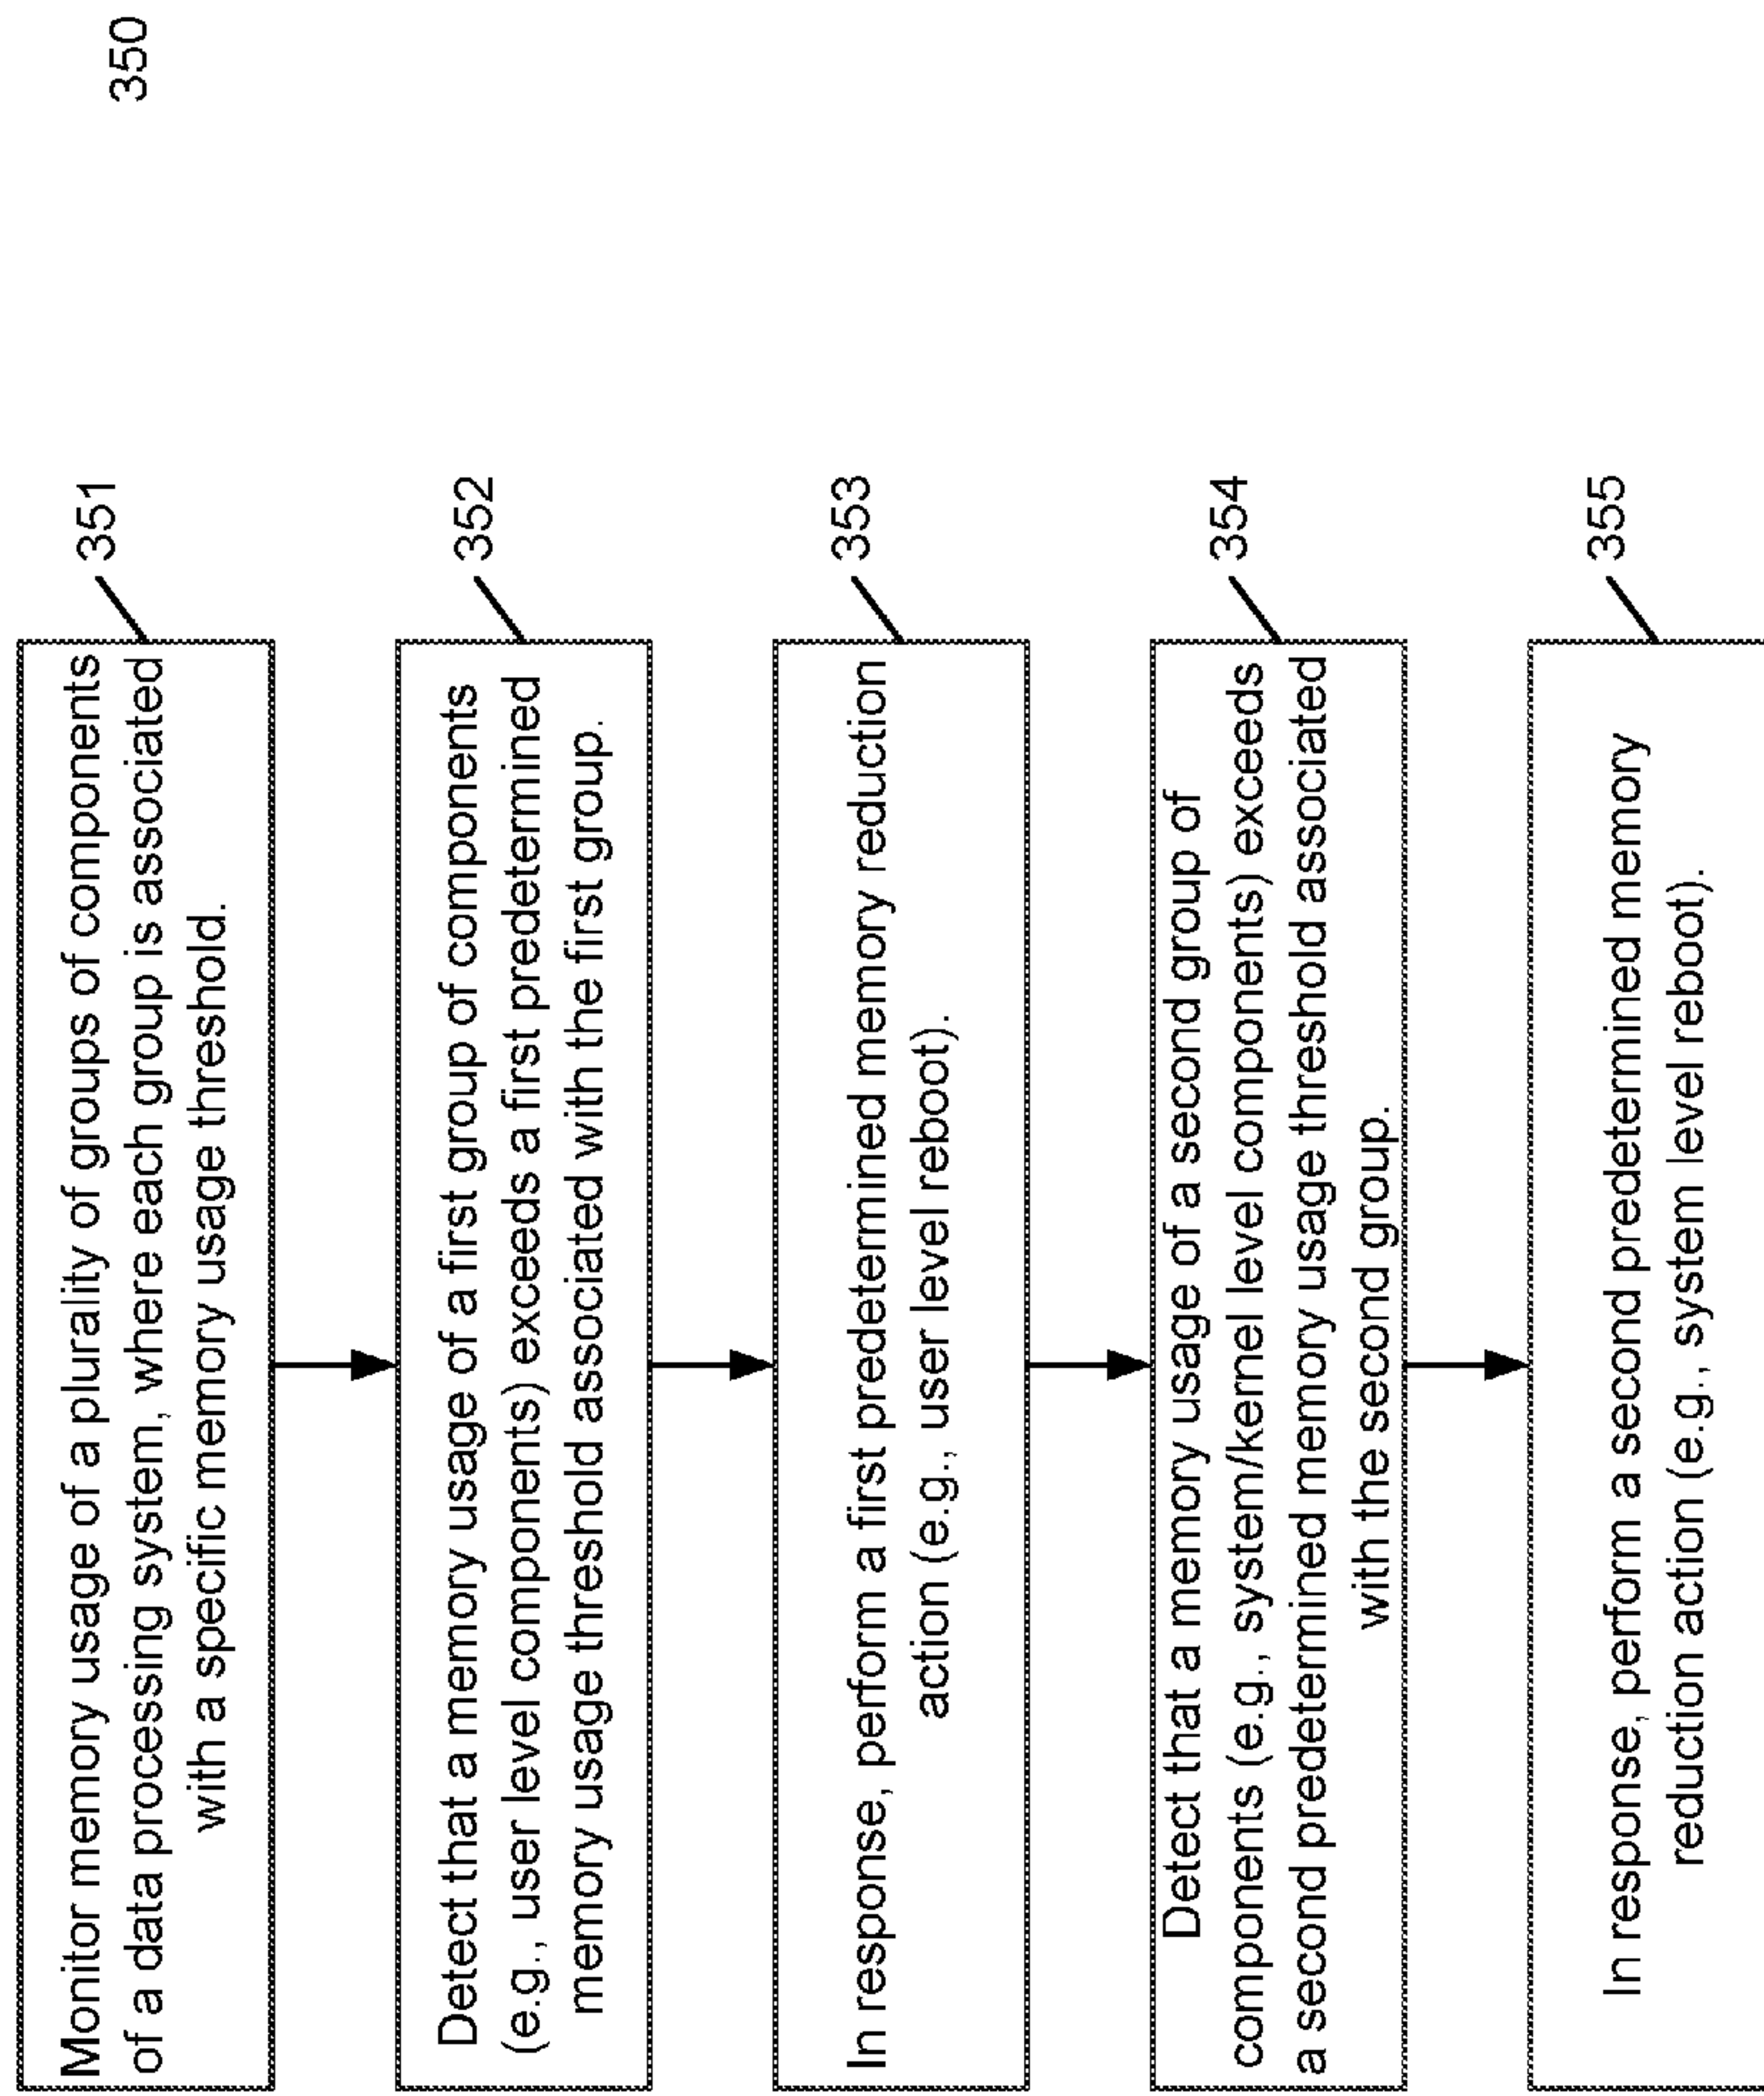 350
Monitor memory usage of a plurality of groups of components
of a data processing system, where each group is associated
with a specific memory usage threshold.
351
Detect that a memory usage of a first group of components
(e.g., user level components) exceeds a first predetermined
memory usage threshold associated with the first group.
352
In response, perform a first predetermined memory reduction
action (e.g., user level reboot).
353
Detect that a memory usage of a second group of
components (e.g., system/kernel level components) exceeds
a second predetermined memory usage threshold associated
with the second group.
354
In response, perform a second predetermined memory
reduction action (e.g., system level reboot).
355